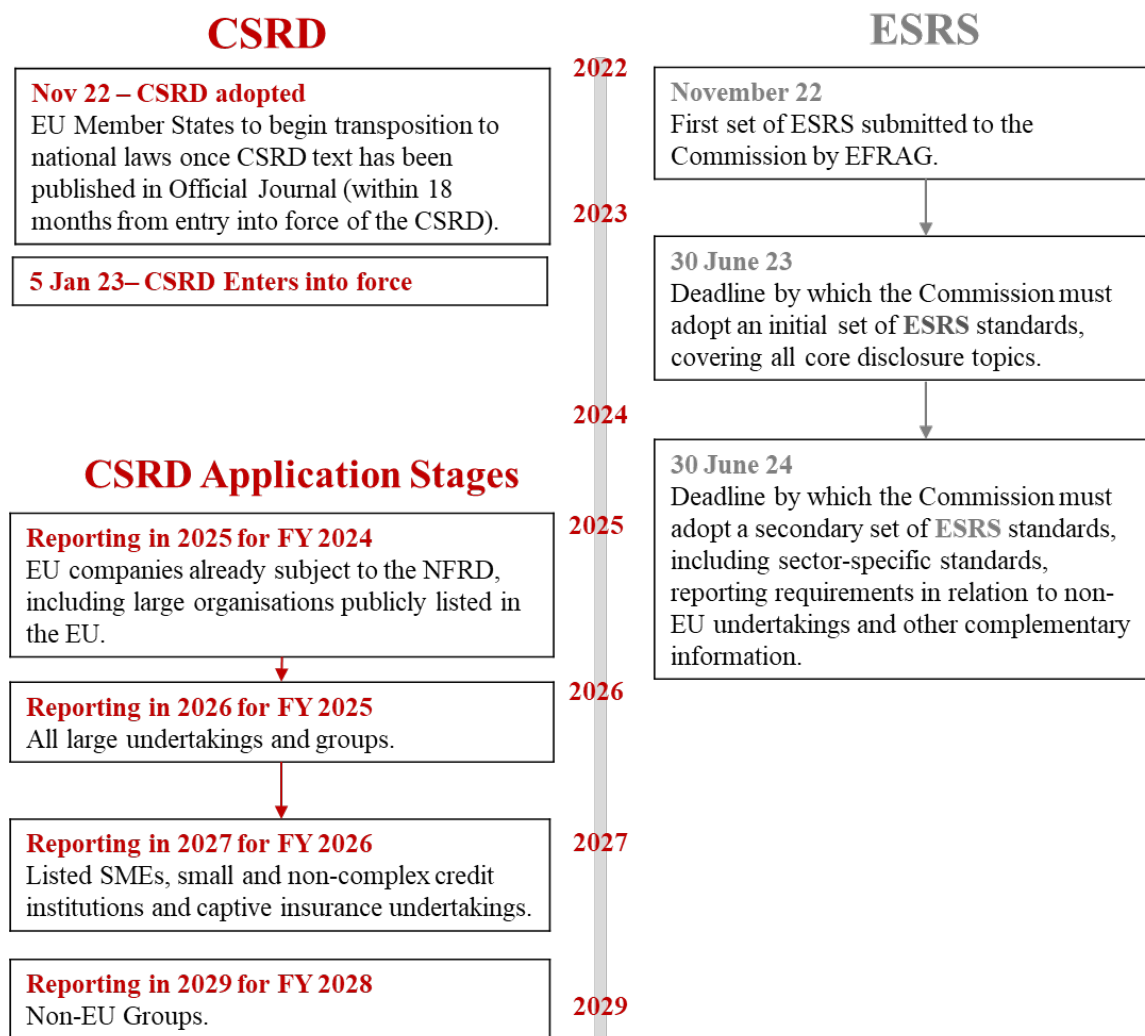 CSRD
Nov 22 – CSRD adopted
EU Member States to begin transposition to
national laws once CSRD text has been
published in Official Journal (within 18
months from entry into force of the CSRD).
5 Jan 23– CSRD Enters into force
CSRD Application Stages
Reporting in 2025 for FY 2024
EU companies already subject to the NFRD,
including large organisations publicly listed in
the EU.
Reporting in 2026 for FY 2025
All large undertakings and groups.
Reporting in 2027 for FY 2026
Listed SMEs, small and non-complex credit
institutions and captive insurance undertakings.
Reporting in 2029 for FY 2028
Non-EU Groups.
2022
2023
2024
2025
2026
2027
2029
ESRS
November 22
First set of ESRS submitted to the
Commission by EFRAG.
30 June 23
Deadline by which the Commission must
adopt an initial set of ESRS standards,
covering all core disclosure topics.
30 June 24
Deadline by which the Commission must
adopt a secondary set of ESRS standards,
including sector-specific standards,
reporting requirements in relation to non-
EU undertakings and other complementary
information.